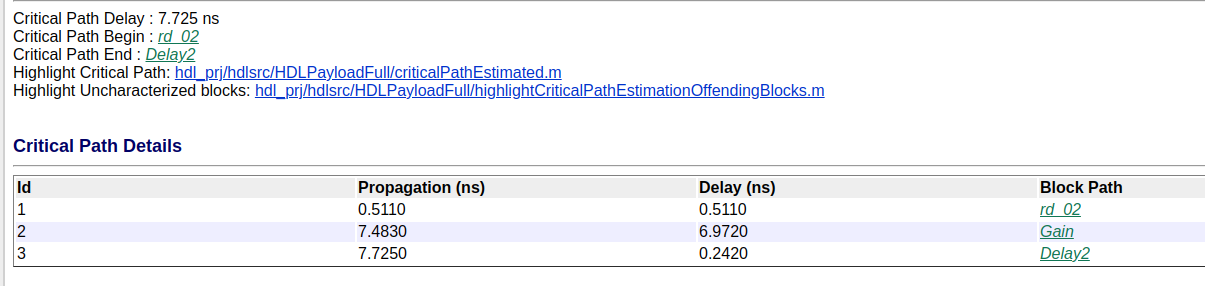 Critical Path Delay : 7.725 ns
Critical Path Begin : rd_02
Critical Path End : Delay2
Highlight Critical Path: hdl_prj/hdlsrc/HDLPayloadFull/criticalPathEstimated.m
Highlight Uncharacterized blocks: hdl_prj/hdlsrc/HDLPayloadFull/highlightCriticalPathEstimationOffendingBlocks.m
Critical Path Details
Id Propagation (ns) Delay (ns) Block Path
1 0.5110 0.5110 rd_02
2 7.4830 6.9720 Gain
3 7.7250 0.2420 Delay2